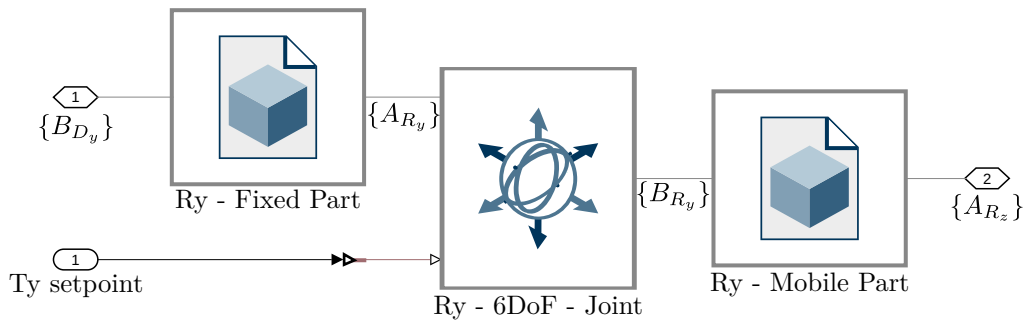 1
{B_{D_y}}
Ry - Fixed Part
{A_{R_y}}
1
Ty setpoint
Ry - 6DoF - Joint
{B_{R_y}}
Ry - Mobile Part
2
{A_{R_z}}